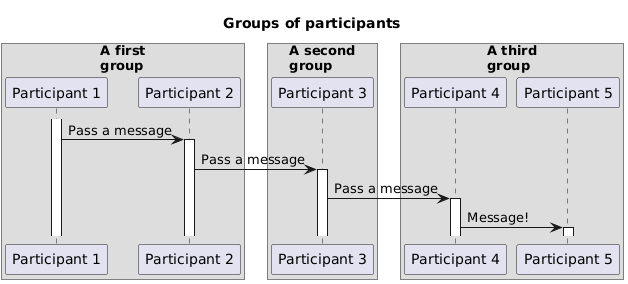 Groups of participants
A first
group
A second
group
A third
group
Participant 1
Participant 2
Participant 3
Participant 4
Participant 5
Pass a message
Pass a message
Pass a message
Message!
Participant 1
Participant 2
Participant 3
Participant 4
Participant 5